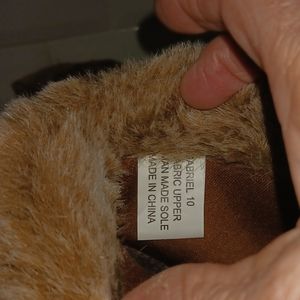 ABRIEL 10
ABRIC UPPER
AN MADE SOLE
MADE IN CHINA